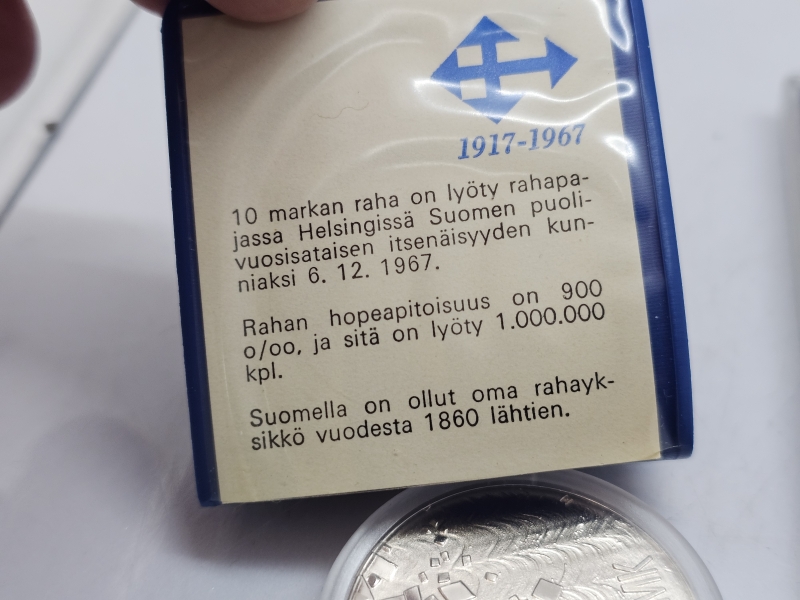 1917-1967
10 markan raha on lyöty rahapa-
jassa Helsingissä Suomen puoli-
vuosisataisen itsenäisyyden kun-
niaksi 6. 12. 1967.
Rahan hopeapitoisuus on 900
o/oo, ja sitä on lyöty 1.000.000
kpl.
Suomella on ollut oma rahayk-
sikkö vuodesta 1860 lähtien.